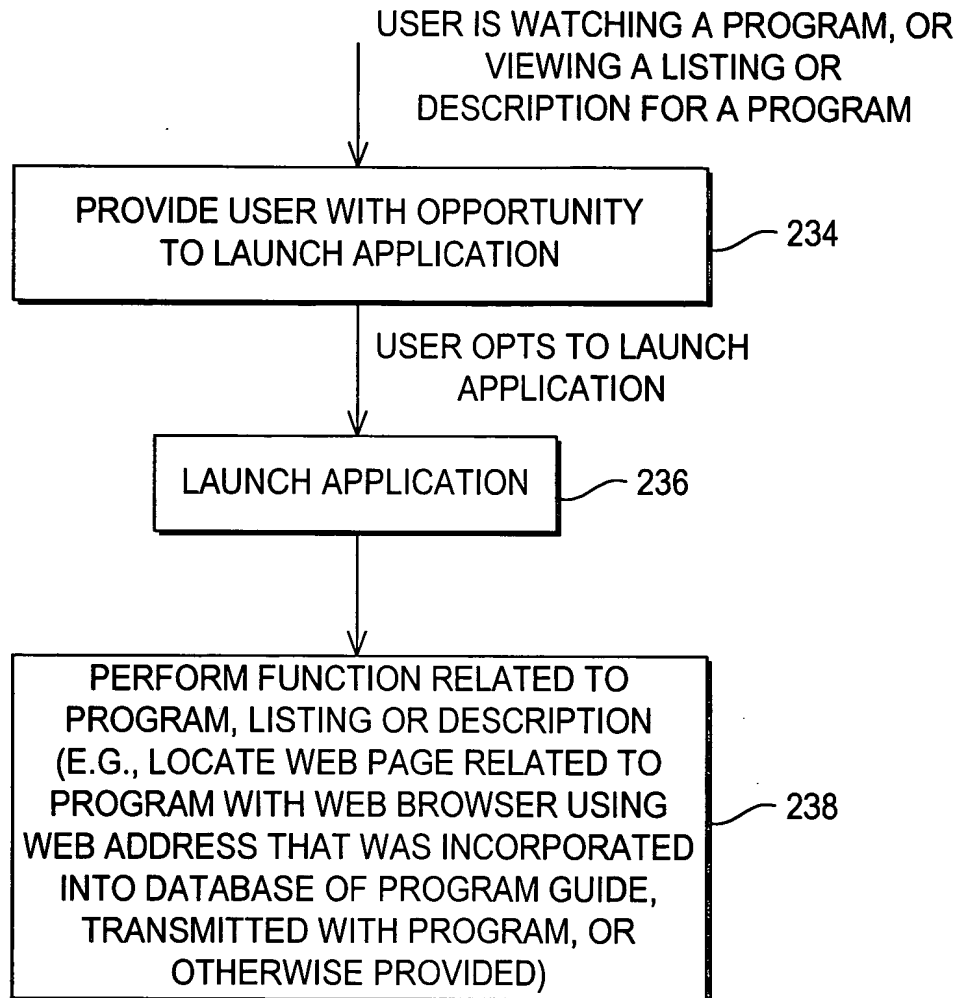 USER IS WATCHING A PROGRAM, OR
VIEWING A LISTING OR
DESCRIPTION FOR A PROGRAM
PROVIDE USER WITH OPPORTUNITY
TO LAUNCH APPLICATION
234
USER OPTS TO LAUNCH
APPLICATION
LAUNCH APPLICATION
236
PERFORM FUNCTION RELATED TO
PROGRAM, LISTING OR DESCRIPTION
(E.G., LOCATE WEB PAGE RELATED TO
PROGRAM WITH WEB BROWSER USING
WEB ADDRESS THAT WAS INCORPORATED
INTO DATABASE OF PROGRAM GUIDE,
TRANSMITTED WITH PROGRAM, OR
OTHERWISE PROVIDED)
238